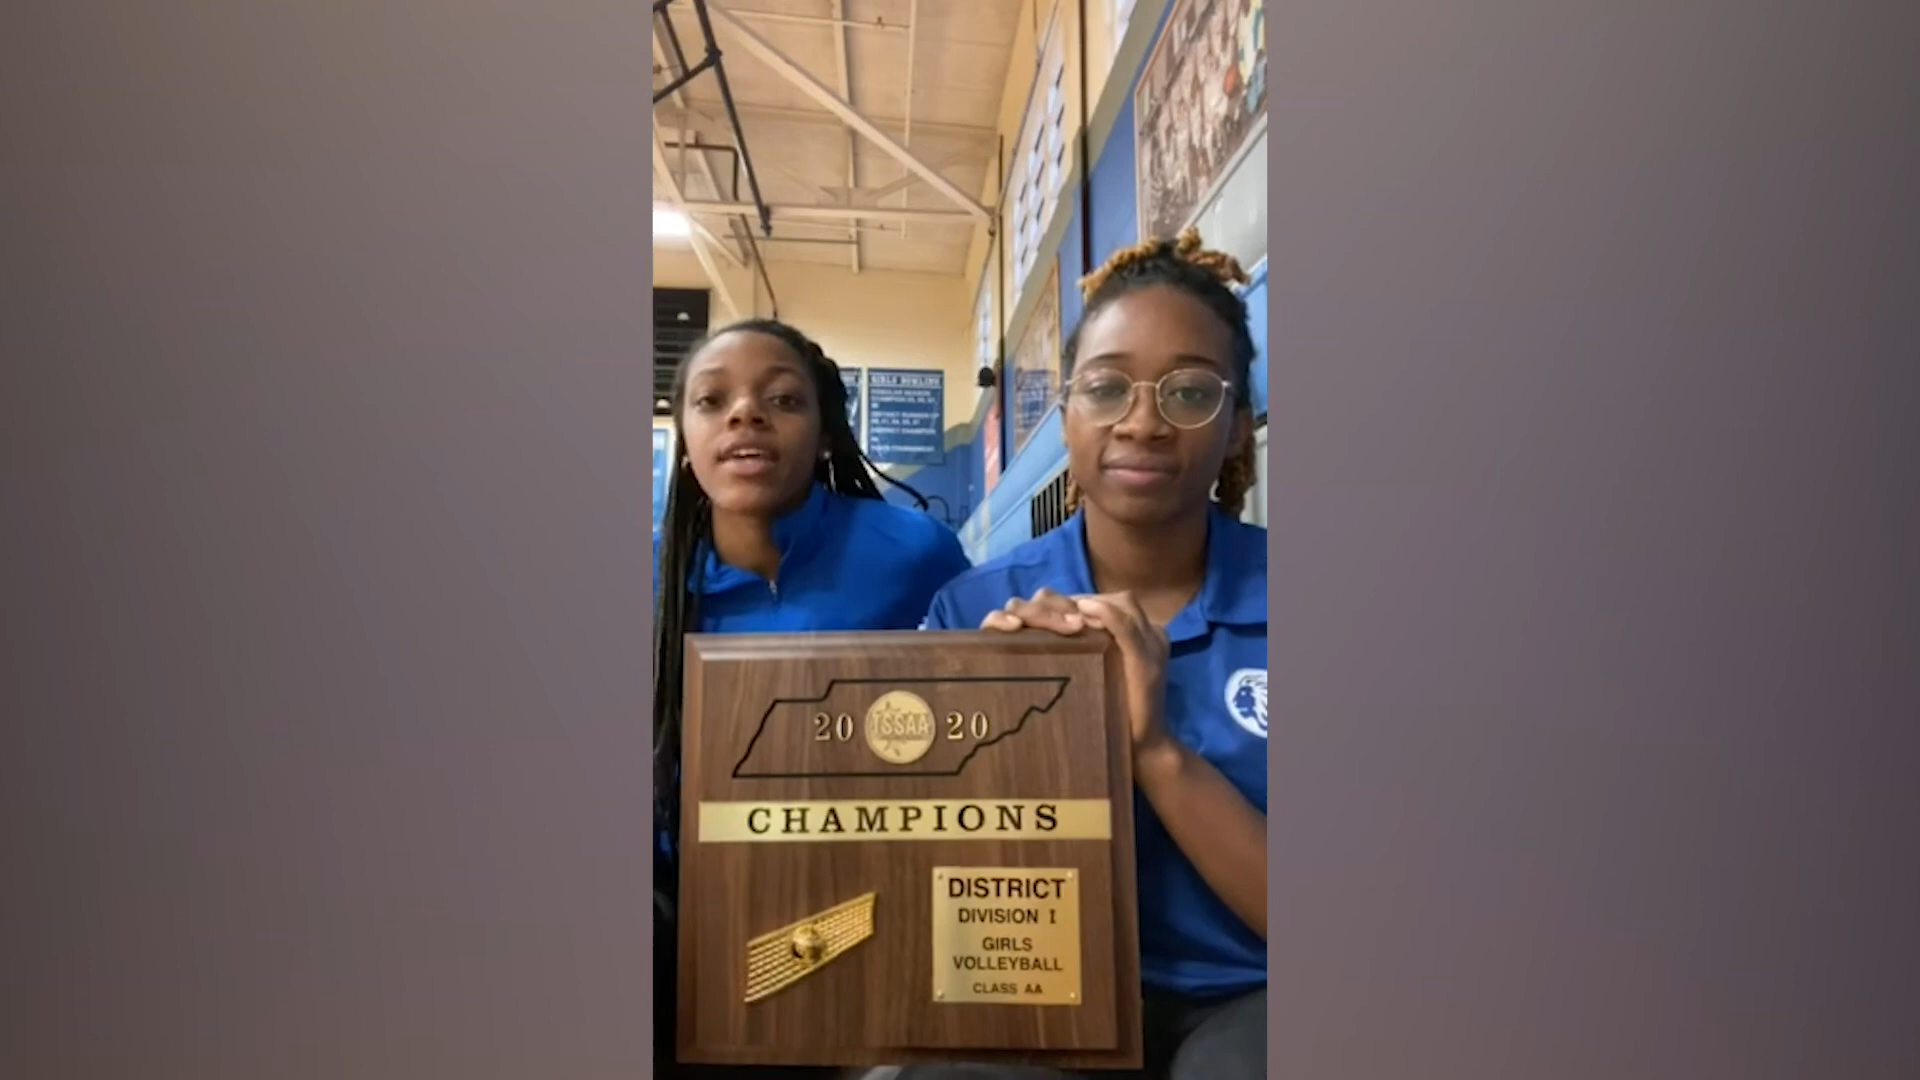 GIRLS BOWLING
20 TSSAA 20
CHAMPIONS
DISTRICT
DIVISION I
GIRLS
VOLLEYBALL
CLASS AA